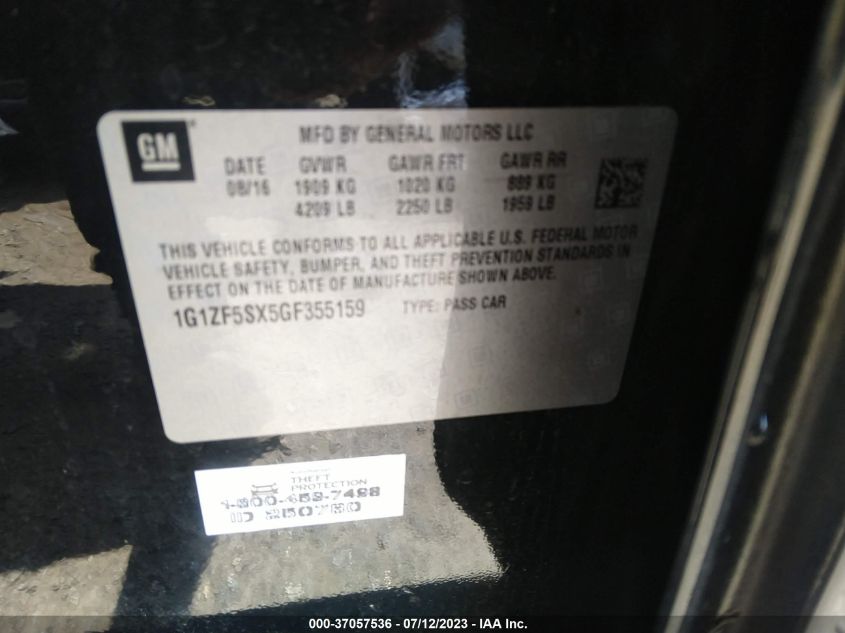 GM
MFD BY GENERAL MOTORS LLC
DATE GVWR GAWR FRT GAWR RR
08/16 1909 KG 1020 KG 889 KG
4209 LB 2250 LB 1959 LB
THIS VEHICLE CONFORMS TO ALL APPLICABLE U.S. FEDERAL MOTOR
VEHICLE SAFETY, BUMPER, AND THEFT PREVENTION STANDARDS IN
EFFECT ON THE DATE OF MANUFACTURE SHOWN ABOVE.
1G1ZF5SX5GF355159 TYPE: PASS CAR
THEFT
PROTECTION
ID
000-37057536 - 07/12/2023 - IAA Inc.